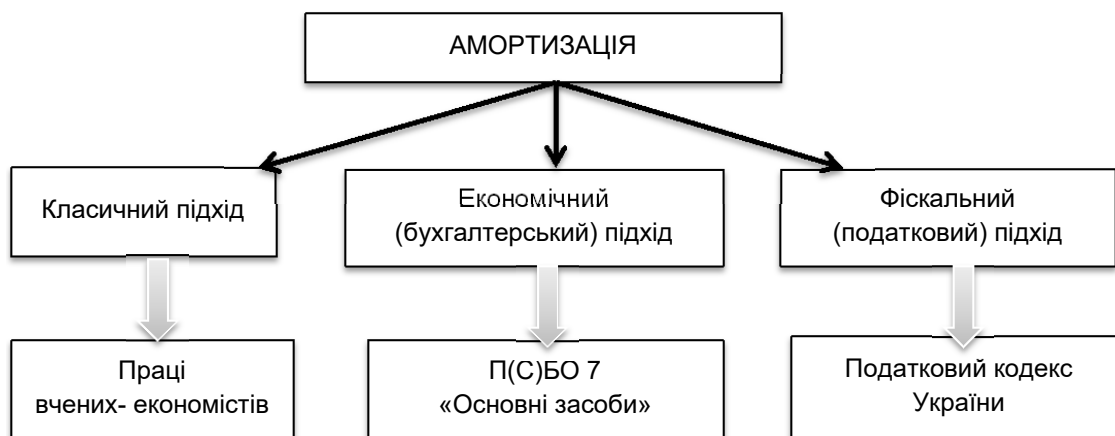 АМОРТИЗАЦІЯ
Класичний підхід
Економічний
(бухгалтерський) підхід
Фіскальний
(податковий) підхід
Праці
вчених- економістів
П(С)БО 7
«Основні засоби»
Податковий кодекс
України